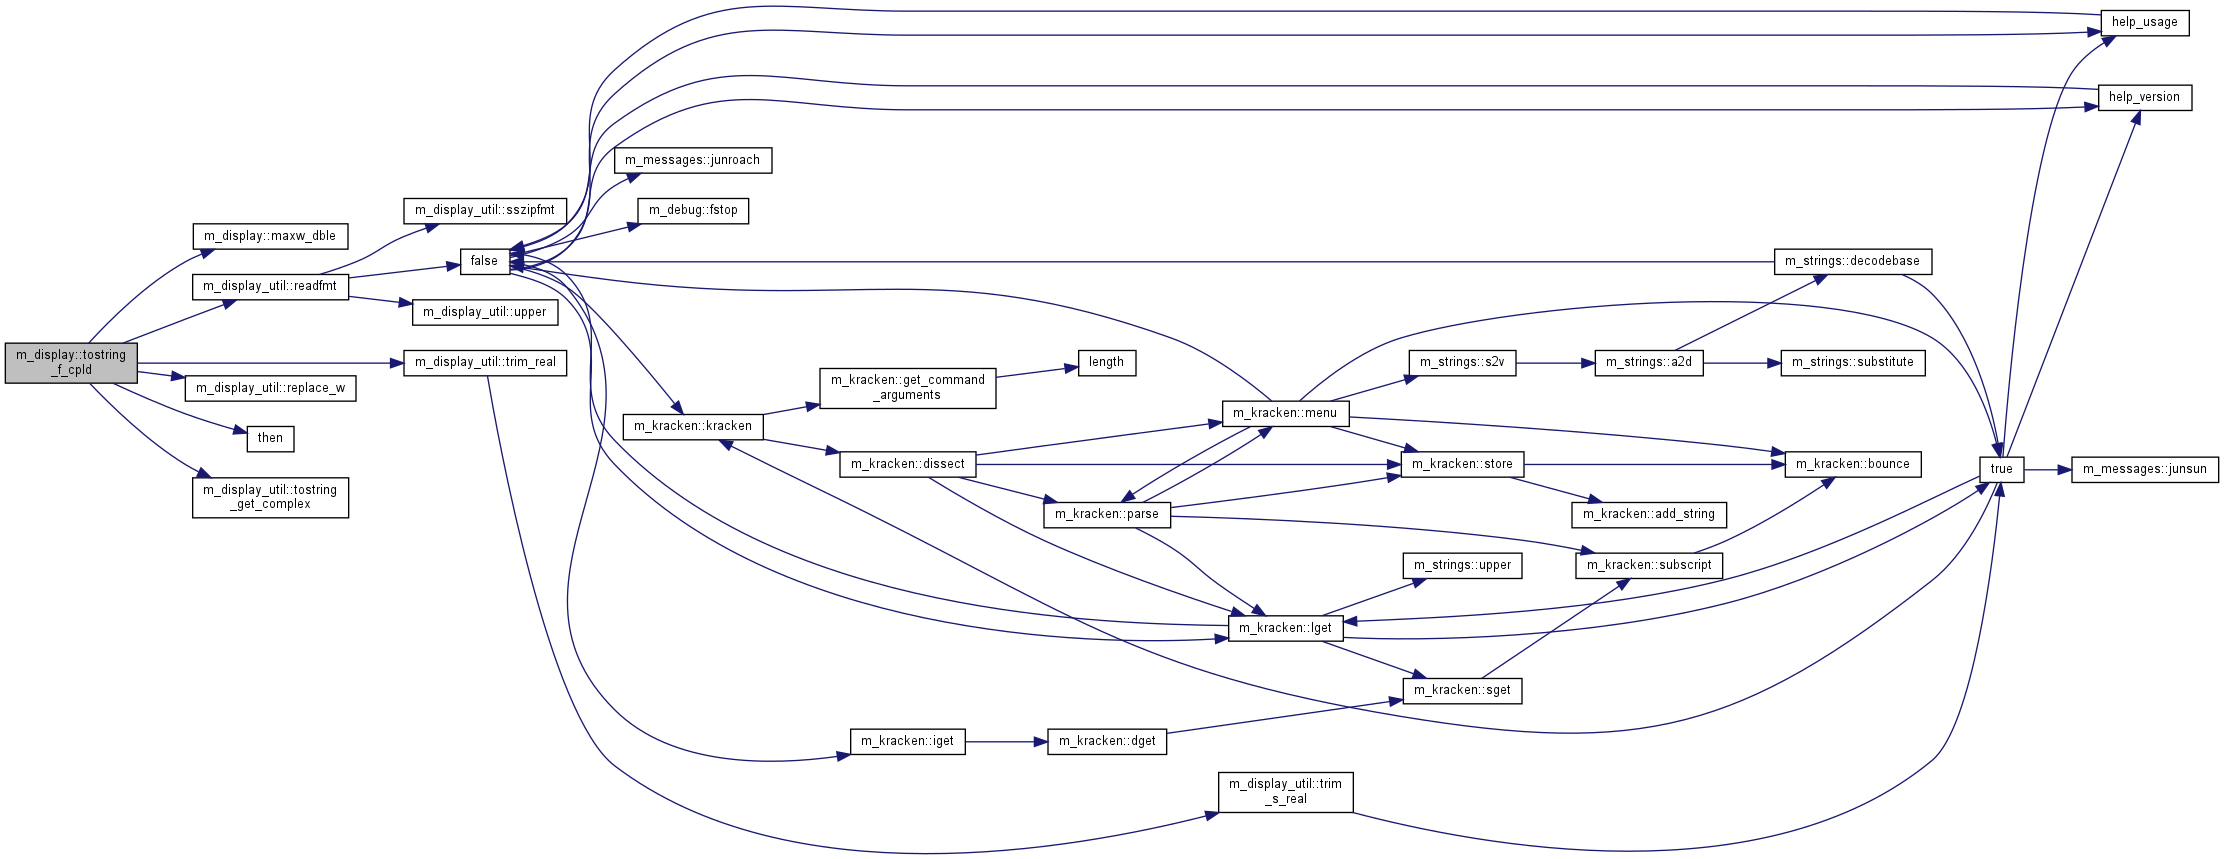 help_usage
help_version
m_messages::junroach
m_display_util::sszipfmt
m_debug::fstop
m_display::maxw_dble
false
m_strings::decodebase
m_display_util::readfmt
m_display_util::upper
m_display::tostring
_f_cpld
m_display_util::trim_real
length
m_strings::s2v
m_strings::a2d
m_strings::substitute
m_display_util::replace_w
m_kracken::get_command
_arguments
m_kracken::menu
m_kracken::kracken
then
m_kracken::dissect
m_kracken::store
m_kracken::bounce
true
m_messages::junsun
m_display_util::tostring
_get_complex
m_kracken::parse
m_kracken::add_string
m_strings::upper
m_kracken::subscript
m_kracken::lget
m_kracken::sget
m_kracken::iget
m_kracken::dget
m_display_util::trim
_s_real